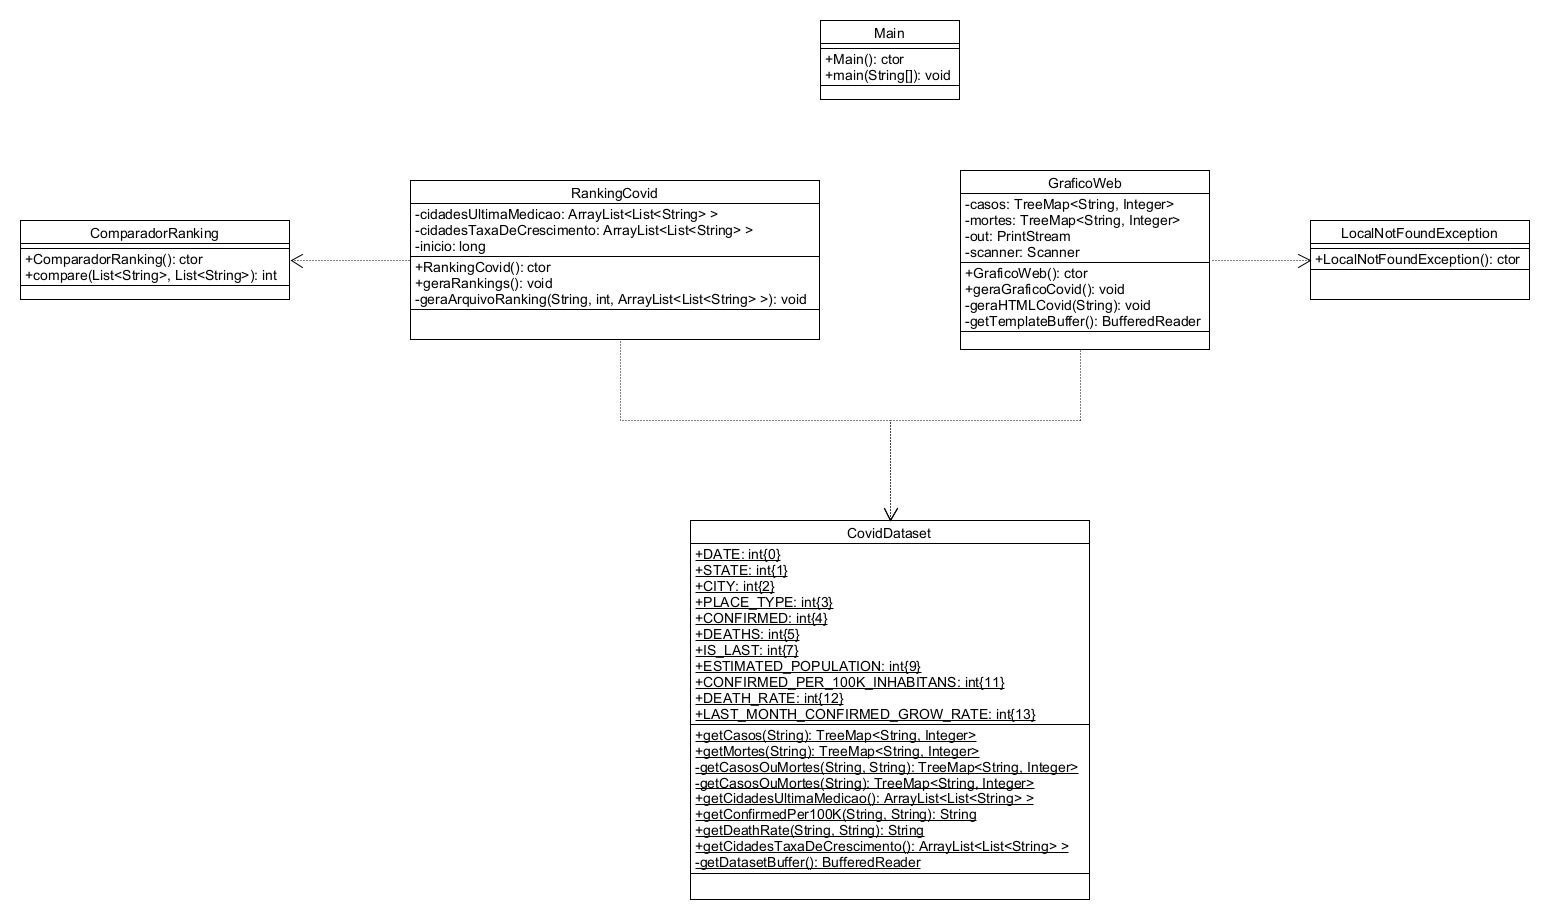 Main
+Main(): ctor
+main(String[]): void
RankingCovid
-cidadesUltimaMedicao: ArrayList<List<String> >
-cidadesTaxaDeCrescimento: ArrayList<List<String> >
-inicio: long
+RankingCovid(): ctor
+geraRankings(): void
-geraArquivoRanking(String, int, ArrayList<List<String> >): void
GraficoWeb
-casos: TreeMap<String, Integer>
-mortes: TreeMap<String, Integer>
-out: PrintStream
-scanner: Scanner
+GraficoWeb(): ctor
+geraGraficoCovid(): void
-geraHTMLCovid(String): void
-getTemplateBuffer(): BufferedReader
ComparadorRanking
+ComparadorRanking(): ctor
+compare(List<String>, List<String>): int
LocalNotFoundException
+LocalNotFoundException(): ctor
CovidDataset
+DATE: int{0}
+STATE: int{1}
+CITY: int{2}
+PLACE_TYPE: int{3}
+CONFIRMED: int{4}
+DEATHS: int{5}
+IS_LAST: int{7}
+ESTIMATED_POPULATION: int{9}
+CONFIRMED_PER_100K_INHABITANS: int{11}
+DEATH_RATE: int{12}
+LAST_MONTH_CONFIRMED_GROW_RATE: int{13}
+getCasos(String): TreeMap<String, Integer>
+getMortes(String): TreeMap<String, Integer>
-getCasosOuMortes(String, String): TreeMap<String, Integer>
-getCasosOuMortes(String): TreeMap<String, Integer>
+getCidadesUltimaMedicao(): ArrayList<List<String> >
+getConfirmedPer100K(String, String): String
+getDeathRate(String, String): String
+getCidadesTaxaDeCrescimento(): ArrayList<List<String> >
-getDatasetBuffer(): BufferedReader